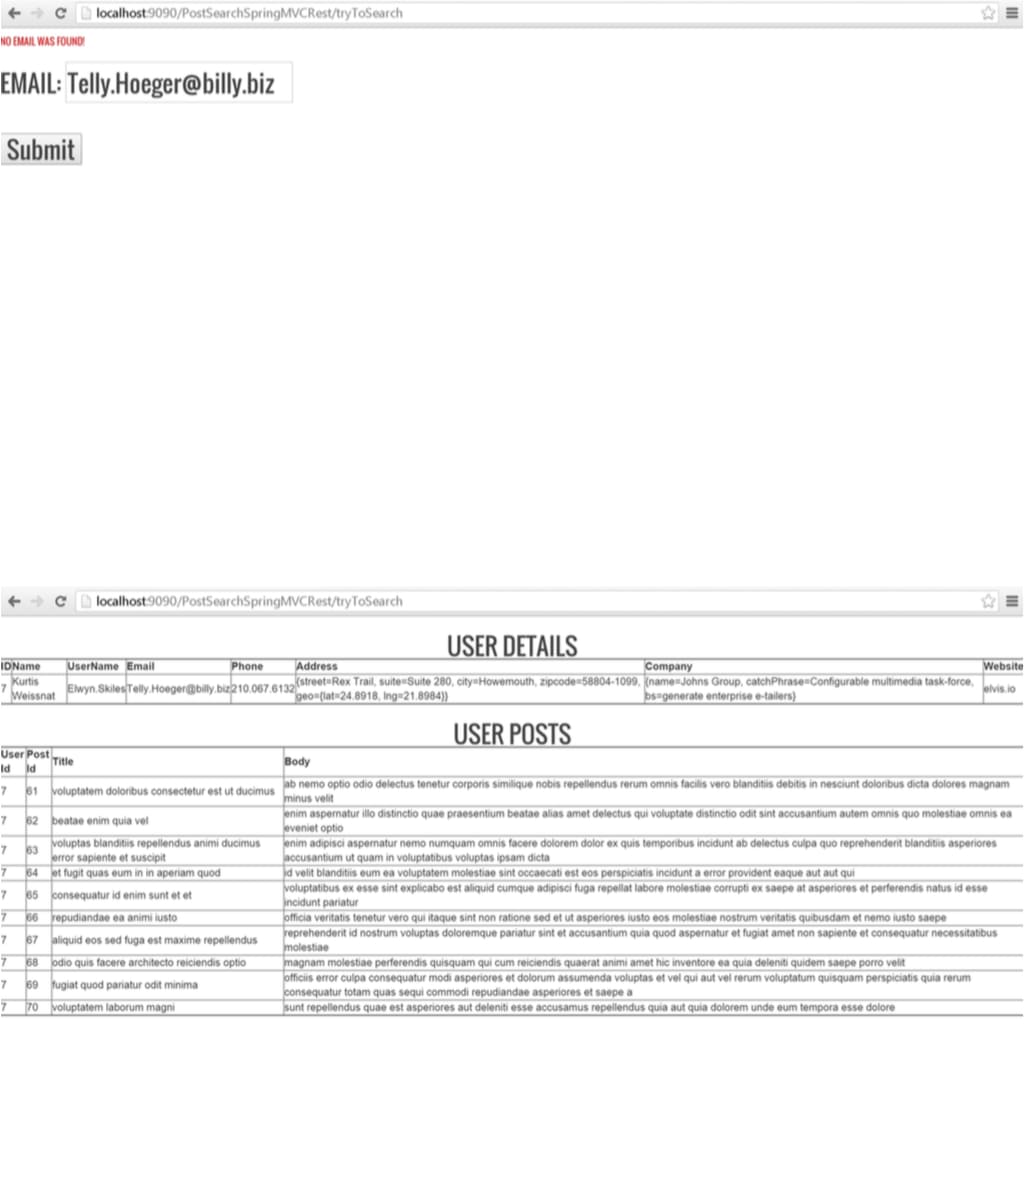 localhost:9090/PostSearchSpringMVCRest/tryToSearch
NO EMAIL WAS FOUND!
EMAIL: Telly.Hoeger@billy.biz
Submit
localhost:9090/PostSearchSpringMVCRest/tryToSearch
USER DETAILS
ID Name UserName Email Phone Address Company Website
7 Kurtis Weissnat Elwyn.Skiles Telly.Hoeger@billy.biz 210.067.6132 {street=Rex Trail, suite=Suite 280, city=Howemouth, zipcode=58804-1099, geo={lat=24.8918, lng=21.8984}} {name=Johns Group, catchPhrase=Configurable multimedia task-force, bs=generate enterprise e-tailers} elvis.io
USER POSTS
User Id Post Id Title Body
7 61 voluptatem doloribus consectetur est ut ducimus ab nemo optio odio delectus tenetur corporis similique nobis repellendus rerum omnis facilis vero blanditiis debitis in nesciunt doloribus dicta dolores magnam minus velit
7 62 beatae enim quia vel enim aspernatur illo distinctio quae praesentium beatae alias amet delectus qui voluptate distinctio odit sint accusantium autem omnis quo molestiae omnis ea eveniet optio
7 63 voluptas blanditiis repellendus animi ducimus error sapiente et suscipit enim adipisci aspernatur nemo numquam omnis facere dolorem dolor ex quis temporibus incidunt ab delectus culpa quo reprehenderit blanditiis asperiores accusantium ut quam in voluptatibus voluptas ipsam dicta
7 64 et fugit quas eum in in aperiam quod id velit blanditiis eum ea voluptatem molestiae sint occaecati est eos perspiciatis incidunt a error provident eaque aut aut qui
7 65 consequatur id enim sunt et et voluptatibus ex esse sint explicabo est aliquid cumque adipisci fuga repellat labore molestiae corrupti ex saepe at asperiores et perferendis natus id esse incidunt pariatur
7 66 repudiandae ea animi iusto officia veritatis tenetur vero qui itaque sint non ratione sed et ut asperiores iusto eos molestiae nostrum veritatis quibusdam et nemo iusto saepe
7 67 aliquid eos sed fuga est maxime repellendus reprehenderit id nostrum voluptas doloremque pariatur sint et accusantium quia quod aspernatur et fugiat amet non sapiente et consequatur necessitatibus molestiae
7 68 odio quis facere architecto reiciendis optio magnam molestiae perferendis quisquam qui cum reiciendis quaerat animi amet hic inventore ea quia deleniti quidem saepe porro velit
7 69 fugiat quod pariatur odit minima officiis error culpa consequatur modi asperiores et dolorum assumenda voluptas et vel qui aut vel rerum voluptatum quisquam perspiciatis quia rerum consequatur totam quas sequi commodi repudiandae asperiores et saepe a
7 70 voluptatem laborum magni sunt repellendus quae est asperiores aut deleniti esse accusamus repellendus quia aut quia dolorem unde eum tempora esse dolore